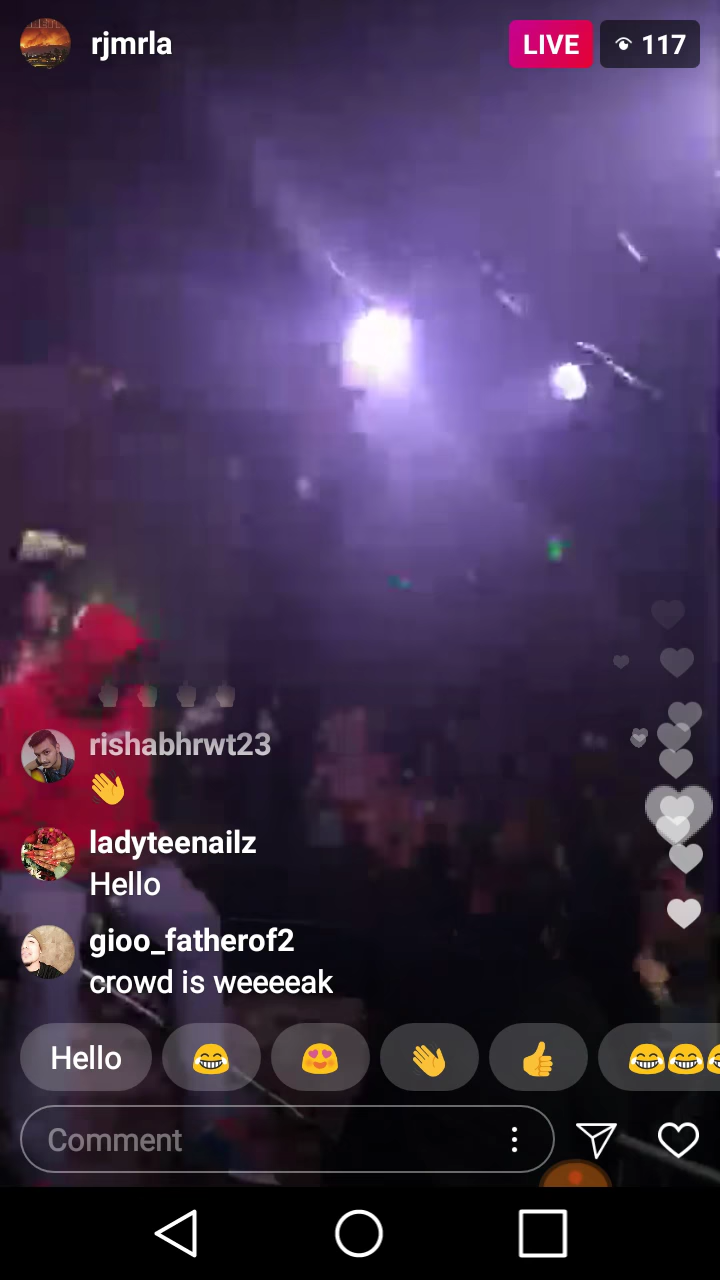 rjmrla
LIVE
117
rishabhrwt23
👋
ladyteenailz
Hello
gioo_fatherof2
crowd is weeeeak
Hello 😂 😍 👋 👍 😂😂
Comment